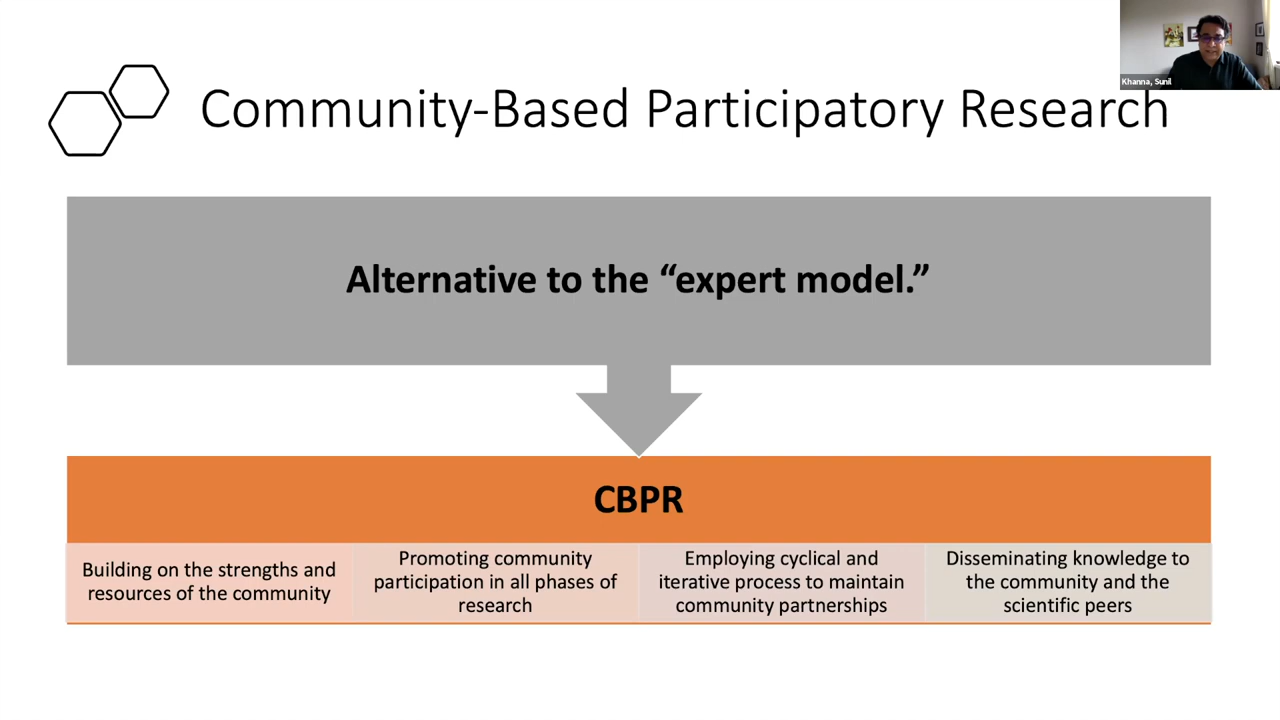 Khanna, Sunil
Community-Based Participatory Research
Alternative to the “expert model.”
CBPR
Building on the strengths and
resources of the community
Promoting community
participation in all phases of
research
Employing cyclical and
iterative process to maintain
community partnerships
Disseminating knowledge to
the community and the
scientific peers